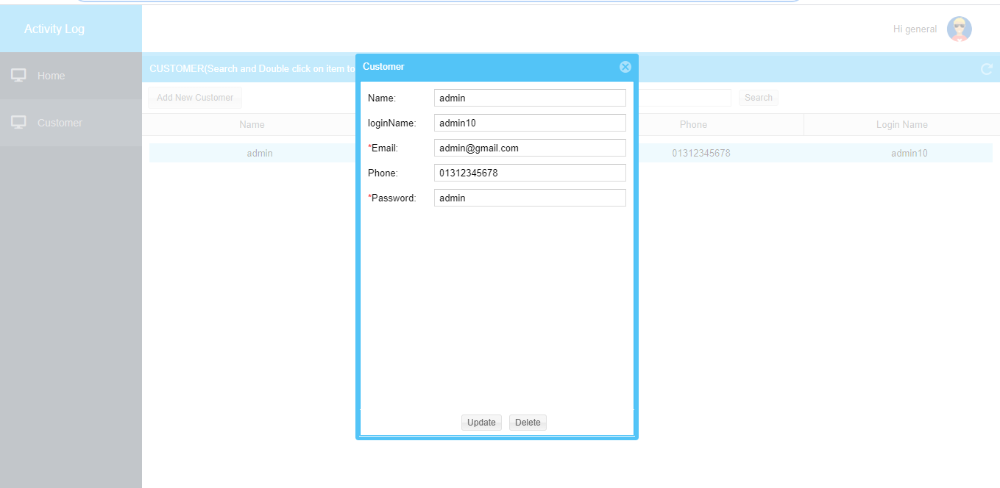 Activity Log
Hi general
Home
Customer
CUSTOMER(Search and Double click on item to
Add New Customer
Search
Name
Phone
Login Name
admin
01312345678
admin10
Customer
Name: admin
loginName: admin10
*Email: admin@gmail.com
Phone: 01312345678
*Password: admin
Update Delete